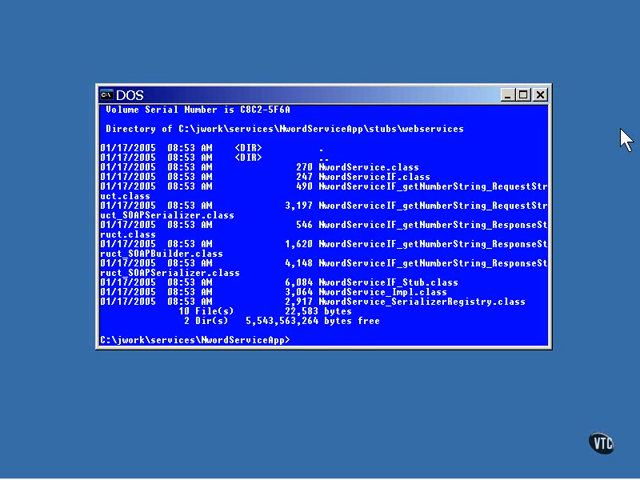 DOS
Volume Serial Number is C8C2-5F6A
Directory of C:\jwork\services\NwordServiceApp\stubs\webservices
01/17/2005  08:53 AM    <DIR>          .
01/17/2005  08:53 AM    <DIR>          ..
01/17/2005  08:53 AM               270 NwordService.class
01/17/2005  08:53 AM               247 NwordServiceIF.class
01/17/2005  08:53 AM               490 NwordServiceIF_getNumberString_RequestStr
uct.class
01/17/2005  08:53 AM             3,197 NwordServiceIF_getNumberString_RequestStr
uct_SOAPSerializer.class
01/17/2005  08:53 AM               546 NwordServiceIF_getNumberString_ResponseSt
ruct.class
01/17/2005  08:53 AM             1,620 NwordServiceIF_getNumberString_ResponseSt
ruct_SOAPBuilder.class
01/17/2005  08:53 AM             4,148 NwordServiceIF_getNumberString_ResponseSt
ruct_SOAPSerializer.class
01/17/2005  08:53 AM             6,084 NwordServiceIF_Stub.class
01/17/2005  08:53 AM             3,064 NwordService_Impl.class
01/17/2005  08:53 AM             2,917 NwordService_SerializerRegistry.class
10 File(s)         22,583 bytes
2 Dir(s)   5,543,563,264 bytes free
C:\jwork\services\NwordServiceApp>
VTC